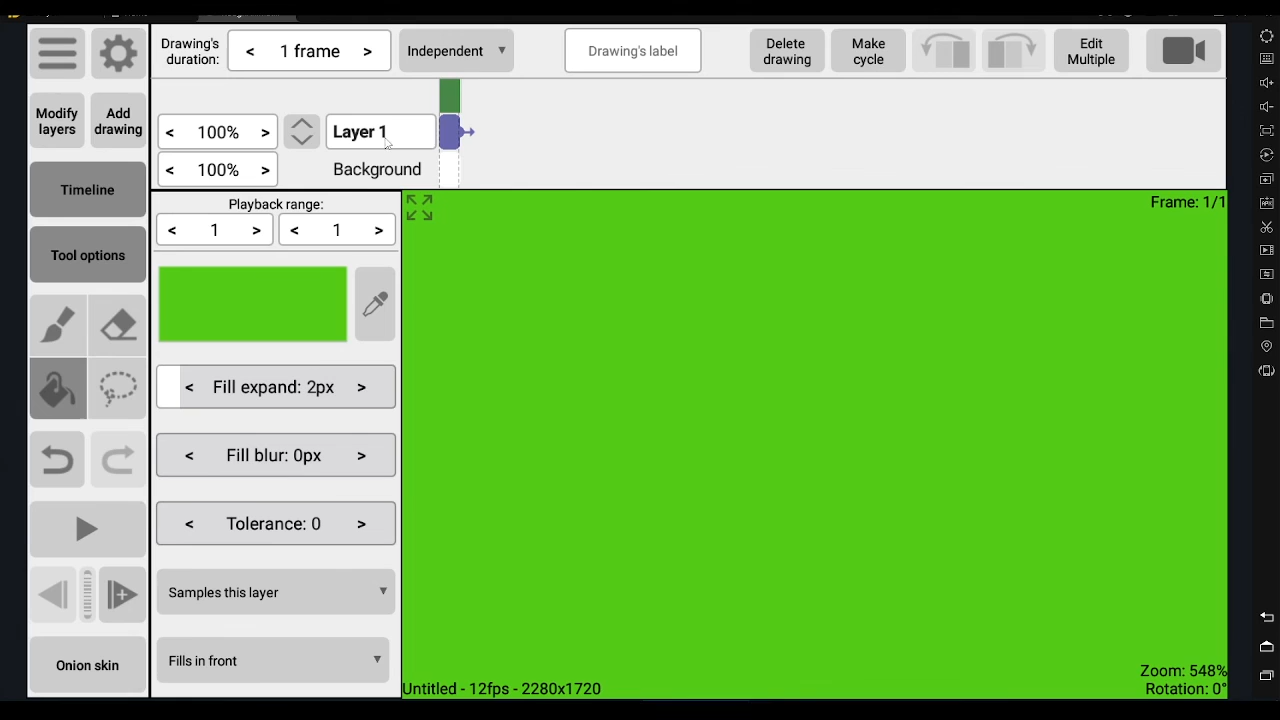 Drawing's duration:
< 1 frame >
Independent
Drawing's label
Delete drawing
Make cycle
Edit Multiple
Modify layers
Add drawing
< 100% >
Layer 1
< 100% >
Background
Timeline
Playback range:
Frame: 1/1
< 1 >
< 1 >
Tool options
< Fill expand: 2px >
< Fill blur: 0px >
< Tolerance: 0 >
Samples this layer
Fills in front
Onion skin
Zoom: 548%
Untitled - 12fps - 2280x1720
Rotation: 0°